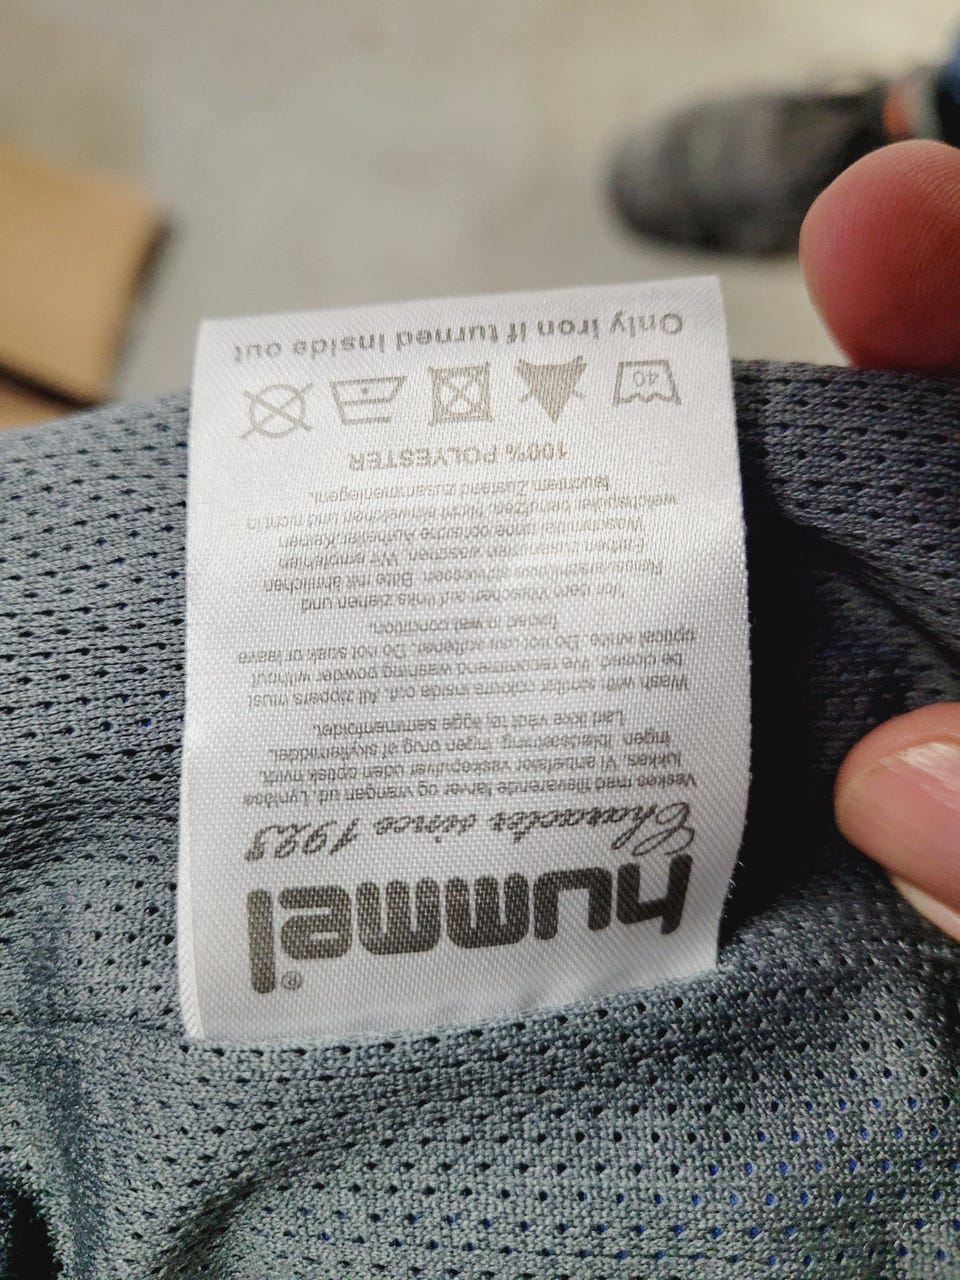 hummel®
Character since 1923
Vaskes med tilsvarende farver og vrangen ud. Lynlåse
lukkes. Vi anbefaler vaskepulver uden optisk hvidt.
Ingen iblødsætning. Ingen brug af skyllemiddel.
Lad ikke vådt tøj ligge sammenfoldet.
Wash with similar colours inside out. All zippers must
be closed. We recommend washing powder without
optical white. Do not use softener. Do not soak or leave
folded in wet condition.
Vor dem Waschen auf links ziehen und
Reissverschlüsse schliessen. Bitte mit ähnlichen
Farben zusammen waschen. Wir empfehlen
Waschmittel ohne optische Aufheller. Keinen
weichspüler benutzen. Nicht einweichen und nicht in
feuchtem Zustand zusammenlegen.
100% POLYESTER
40
Only iron if turned inside out